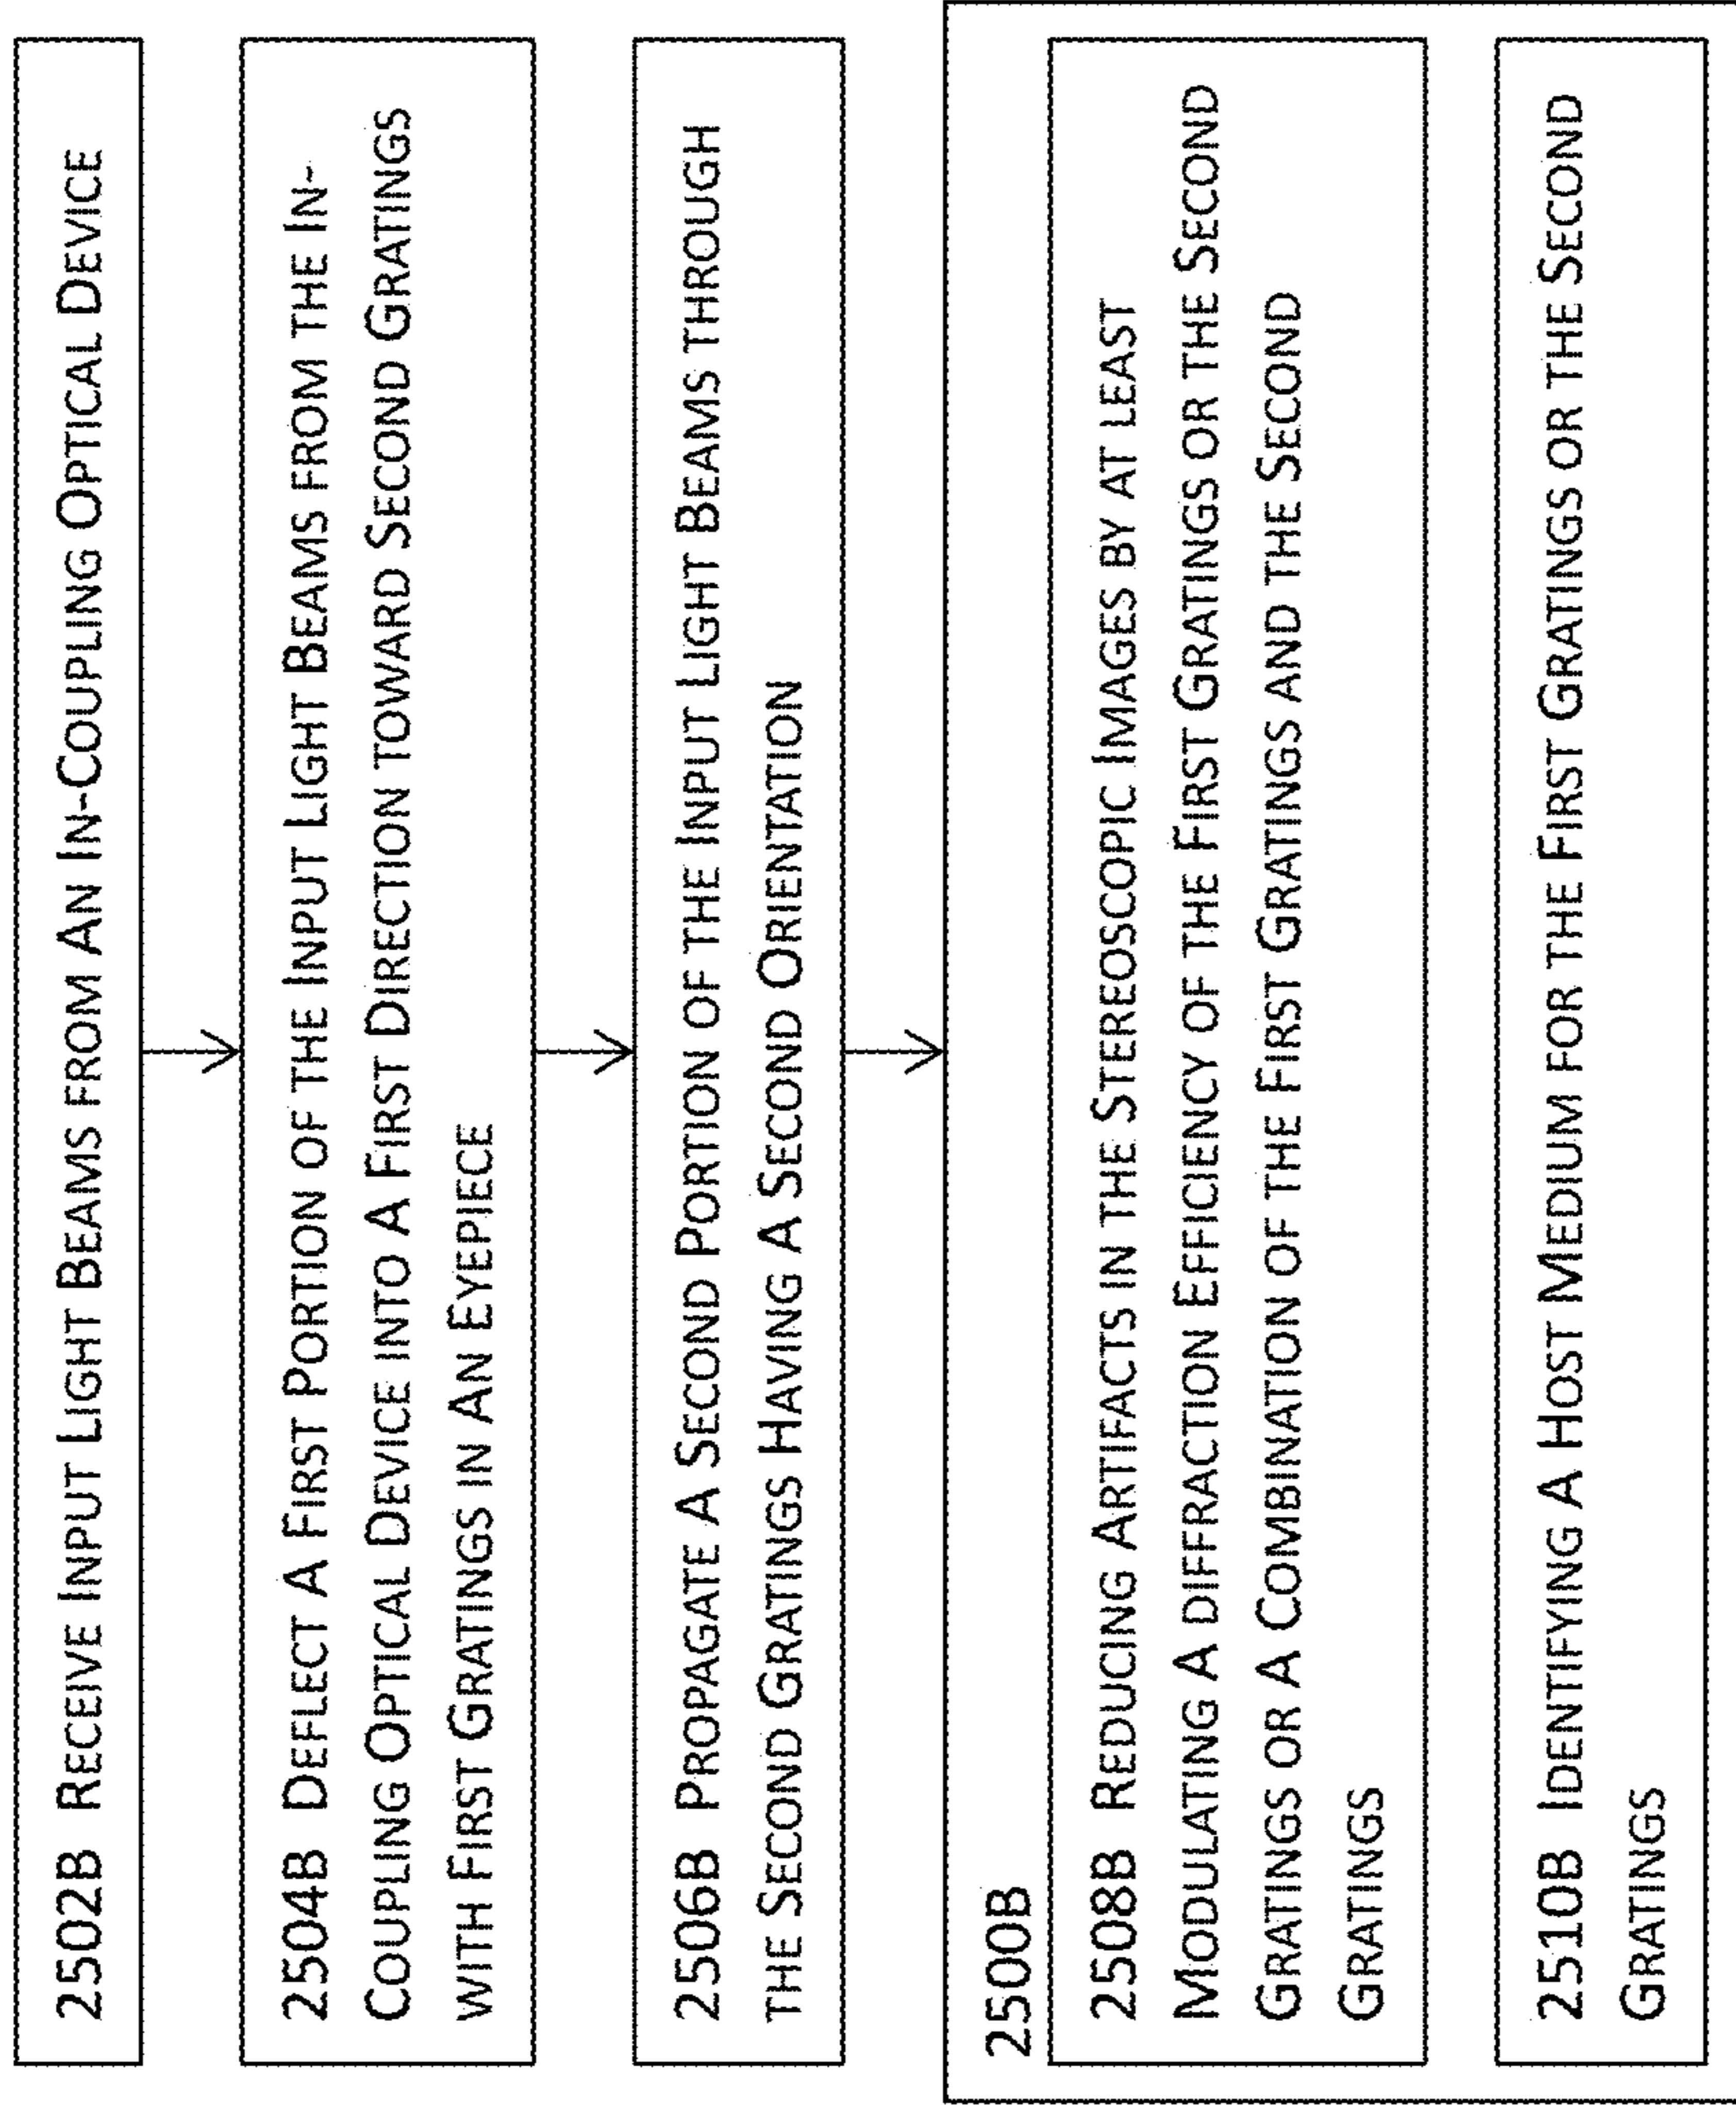 2502B RECEIVE INPUT LIGHT BEAMS FROM AN IN-COUPLING OPTICAL DEVICE
2504B DEFLECT A FIRST PORTION OF THE INPUT LIGHT BEAMS FROM THE IN-
COUPLING OPTICAL DEVICE INTO A FIRST DIRECTION TOWARD SECOND GRATINGS
WITH FIRST GRATINGS IN AN EYEPIECE
2506B PROPAGATE A SECOND PORTION OF THE INPUT LIGHT BEAMS THROUGH
THE SECOND GRATINGS HAVING A SECOND ORIENTATION
2500B
2508B REDUCING ARTIFACTS IN THE STEREOSCOPIC IMAGES BY AT LEAST
MODULATING A DIFFRACTION EFFICIENCY OF THE FIRST GRATINGS OR THE SECOND
GRATINGS OR A COMBINATION OF THE FIRST GRATINGS AND THE SECOND
GRATINGS
2510B IDENTIFYING A HOST MEDIUM FOR THE FIRST GRATINGS OR THE SECOND
GRATINGS